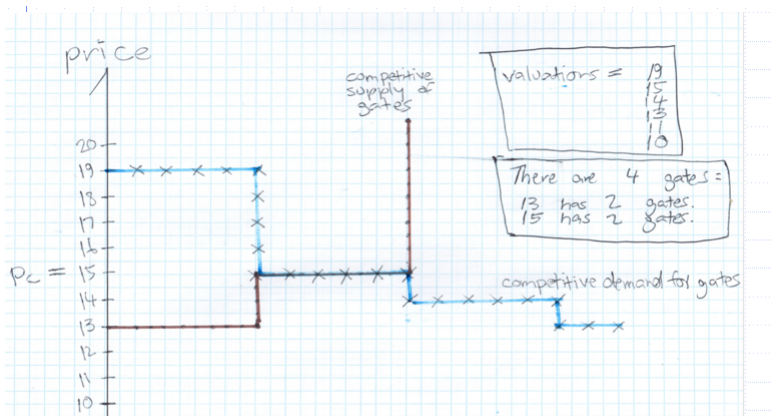 price
competitive
supply of
gates
valuations = 19
15
14
13
11
10
There are 4 gates:
13 has 2 gates.
15 has 2 gates.
20
19
18
17
16
Pc = 15
competitive demand for gates
14
13
12
11
10